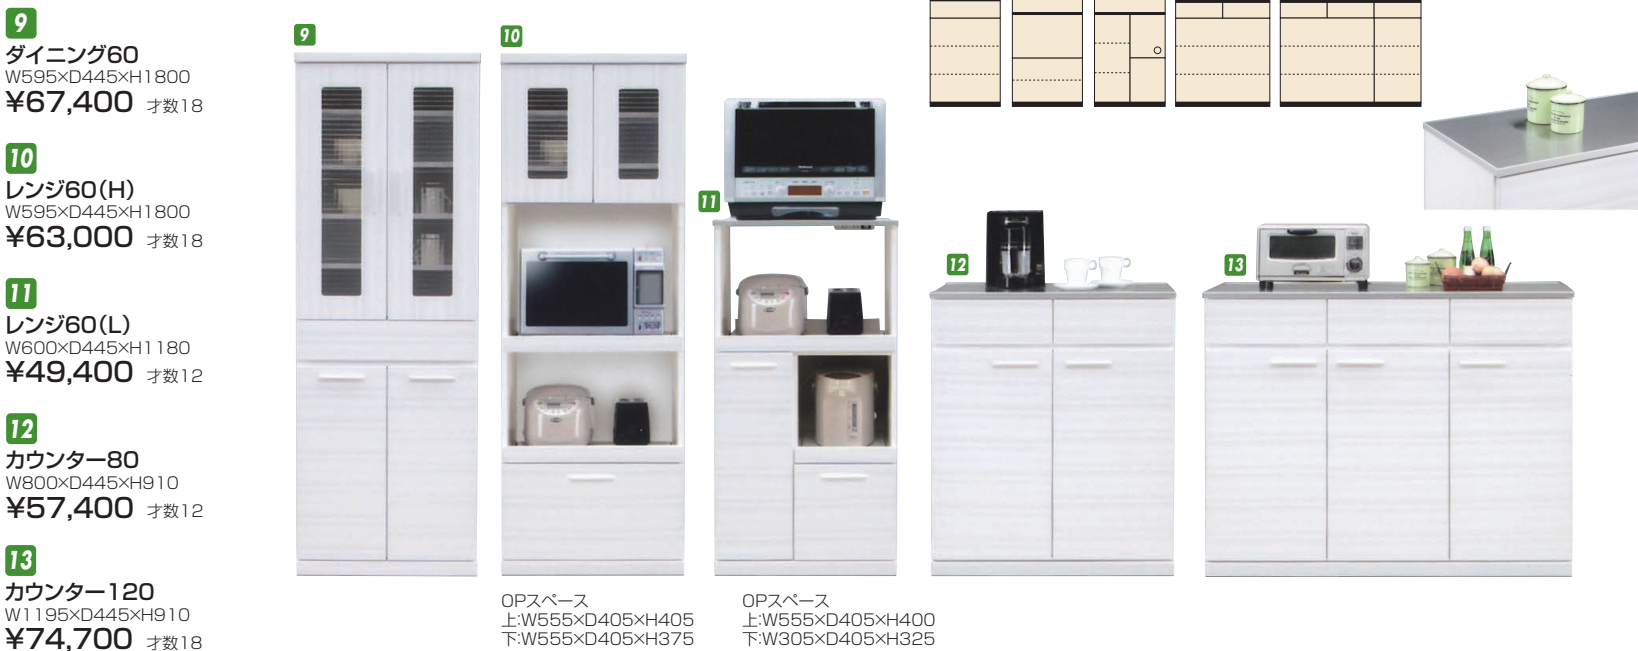 9
ダイニング60
W595×D445×H1800
¥67,400 才数18
10
レンジ60(H)
W595×D445×H1800
¥63,000 才数18
11
レンジ60(L)
W600×D445×H1180
¥49,400 才数12
12
カウンター80
W800×D445×H910
¥57,400 才数12
13
カウンター120
W1195×D445×H910
¥74,700 才数18
9
10
11
12
13
OPスペース
上:W555×D405×H405
下:W555×D405×H375
OPスペース
上:W555×D405×H400
下:W305×D405×H325